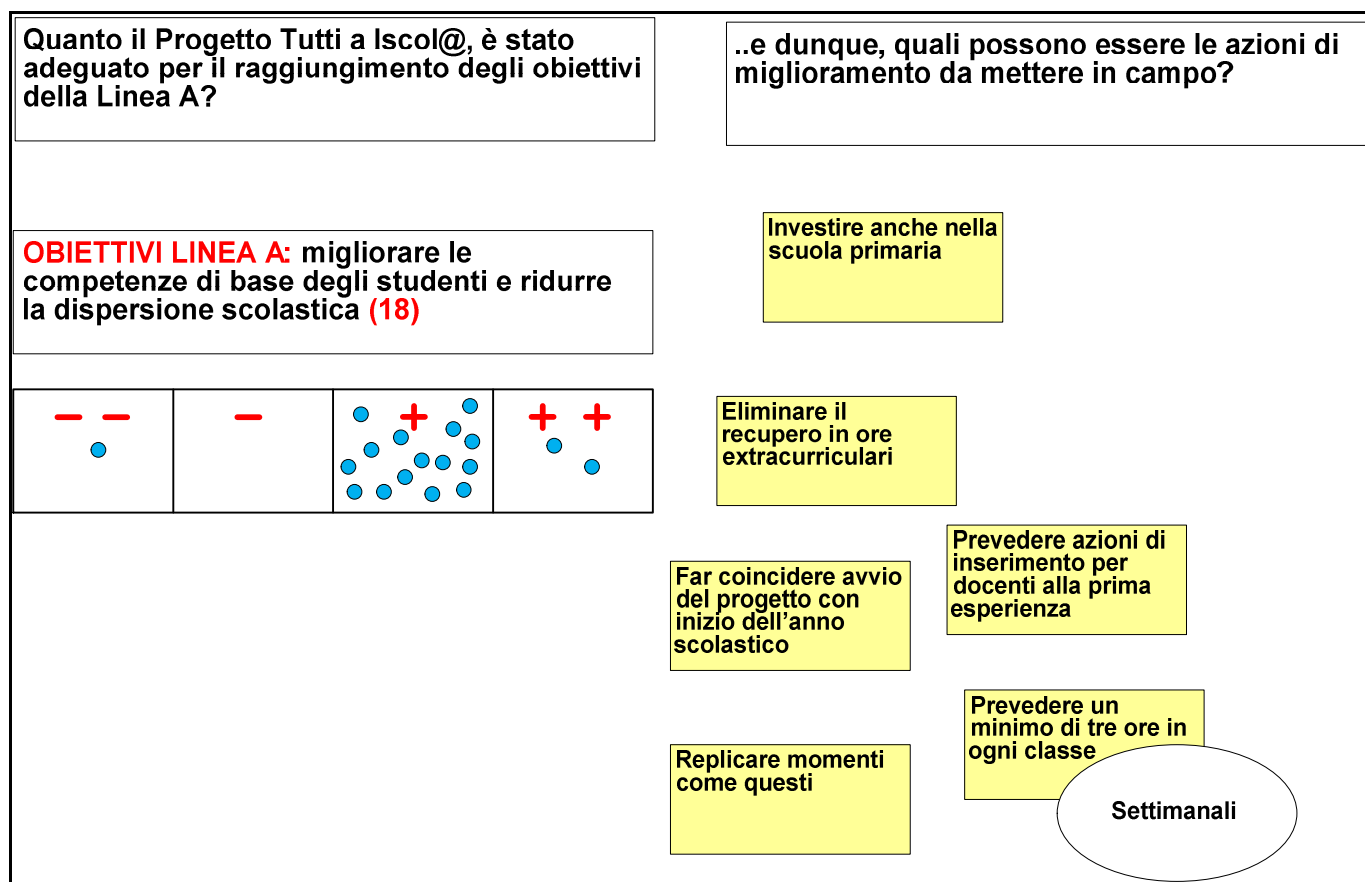 Quanto il Progetto Tutti a Iscol@, è stato
adeguato per il raggiungimento degli obiettivi
della Linea A?
..e dunque, quali possono essere le azioni di
miglioramento da mettere in campo?
OBIETTIVI LINEA A: migliorare le
competenze di base degli studenti e ridurre
la dispersione scolastica (18)
– –
–
+
+ +
Investire anche nella
scuola primaria
Eliminare il
recupero in ore
extracurriculari
Far coincidere avvio
del progetto con
inizio dell'anno
scolastico
Prevedere azioni di
inserimento per
docenti alla prima
esperienza
Replicare momenti
come questi
Prevedere un
minimo di tre ore in
ogni classe
Settimanali